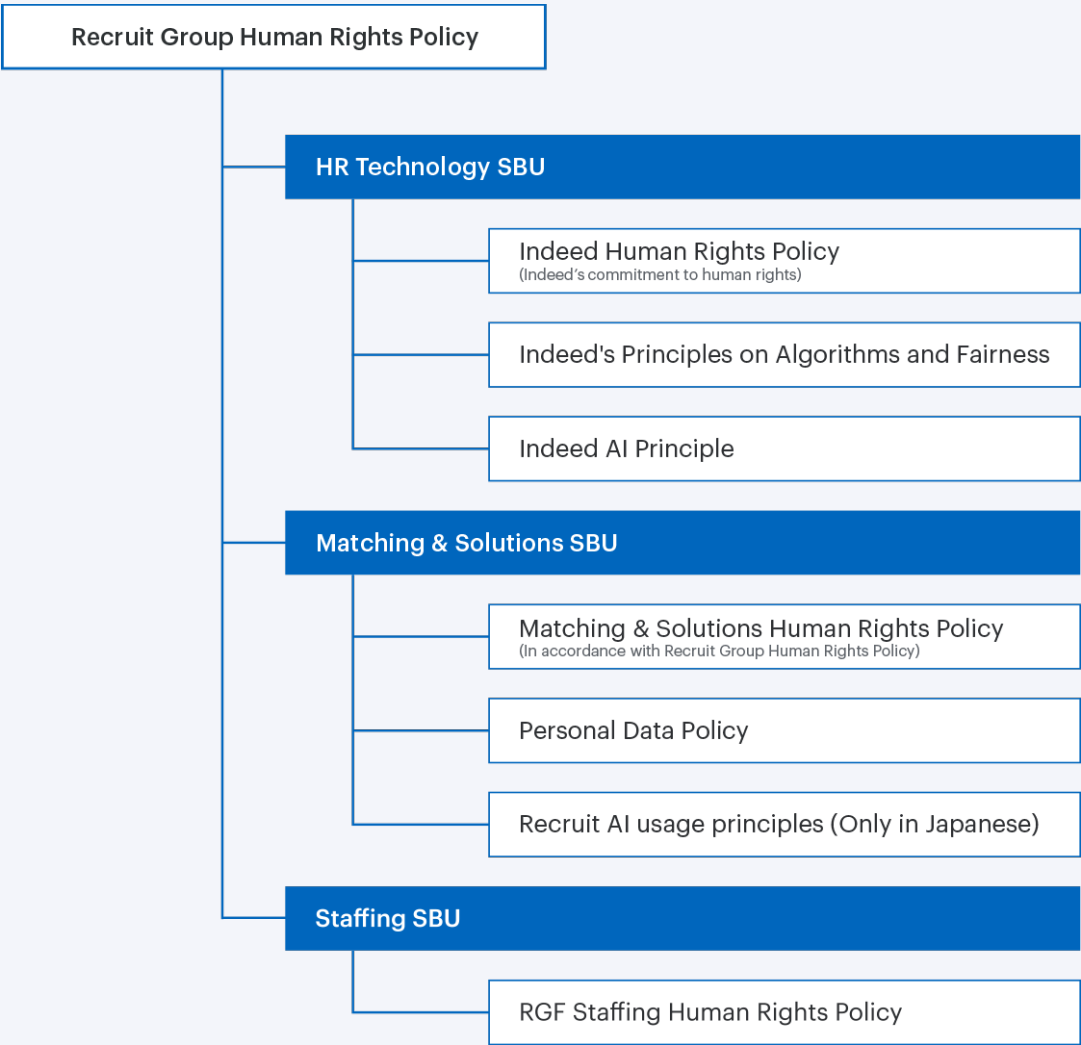 Recruit Group Human Rights Policy
HR Technology SBU
Indeed Human Rights Policy
(Indeed’s commitment to human rights)
Indeed's Principles on Algorithms and Fairness
Indeed AI Principle
Matching & Solutions SBU
Matching & Solutions Human Rights Policy
(In accordance with Recruit Group Human Rights Policy)
Personal Data Policy
Recruit AI usage principles (Only in Japanese)
Staffing SBU
RGF Staffing Human Rights Policy